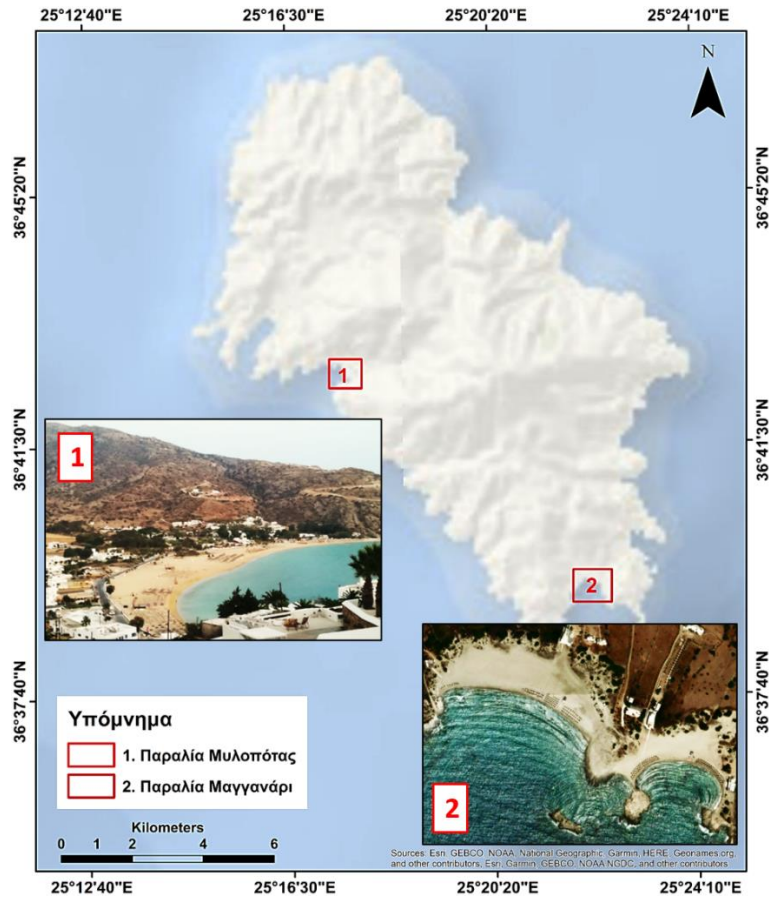 25°12'40"E 25°16'30"E 25°20'20"E 25°24'10"E
N
36°45'20"N 36°45'20"N
1
36°41'30"N 36°41'30"N
1
2
36°37'40"N 36°37'40"N
Υπόμνημα
1. Παραλία Μυλοπότας
2. Παραλία Μαγγανάρι
2
Kilometers
0 1 2 4 6
Sources: Esri, GEBCO, NOAA, National Geographic, Garmin, HERE, Geonames.org,
and other contributors, Esri, Garmin, GEBCO, NOAA NGDC, and other contributors
25°12'40"E 25°16'30"E 25°20'20"E 25°24'10"E